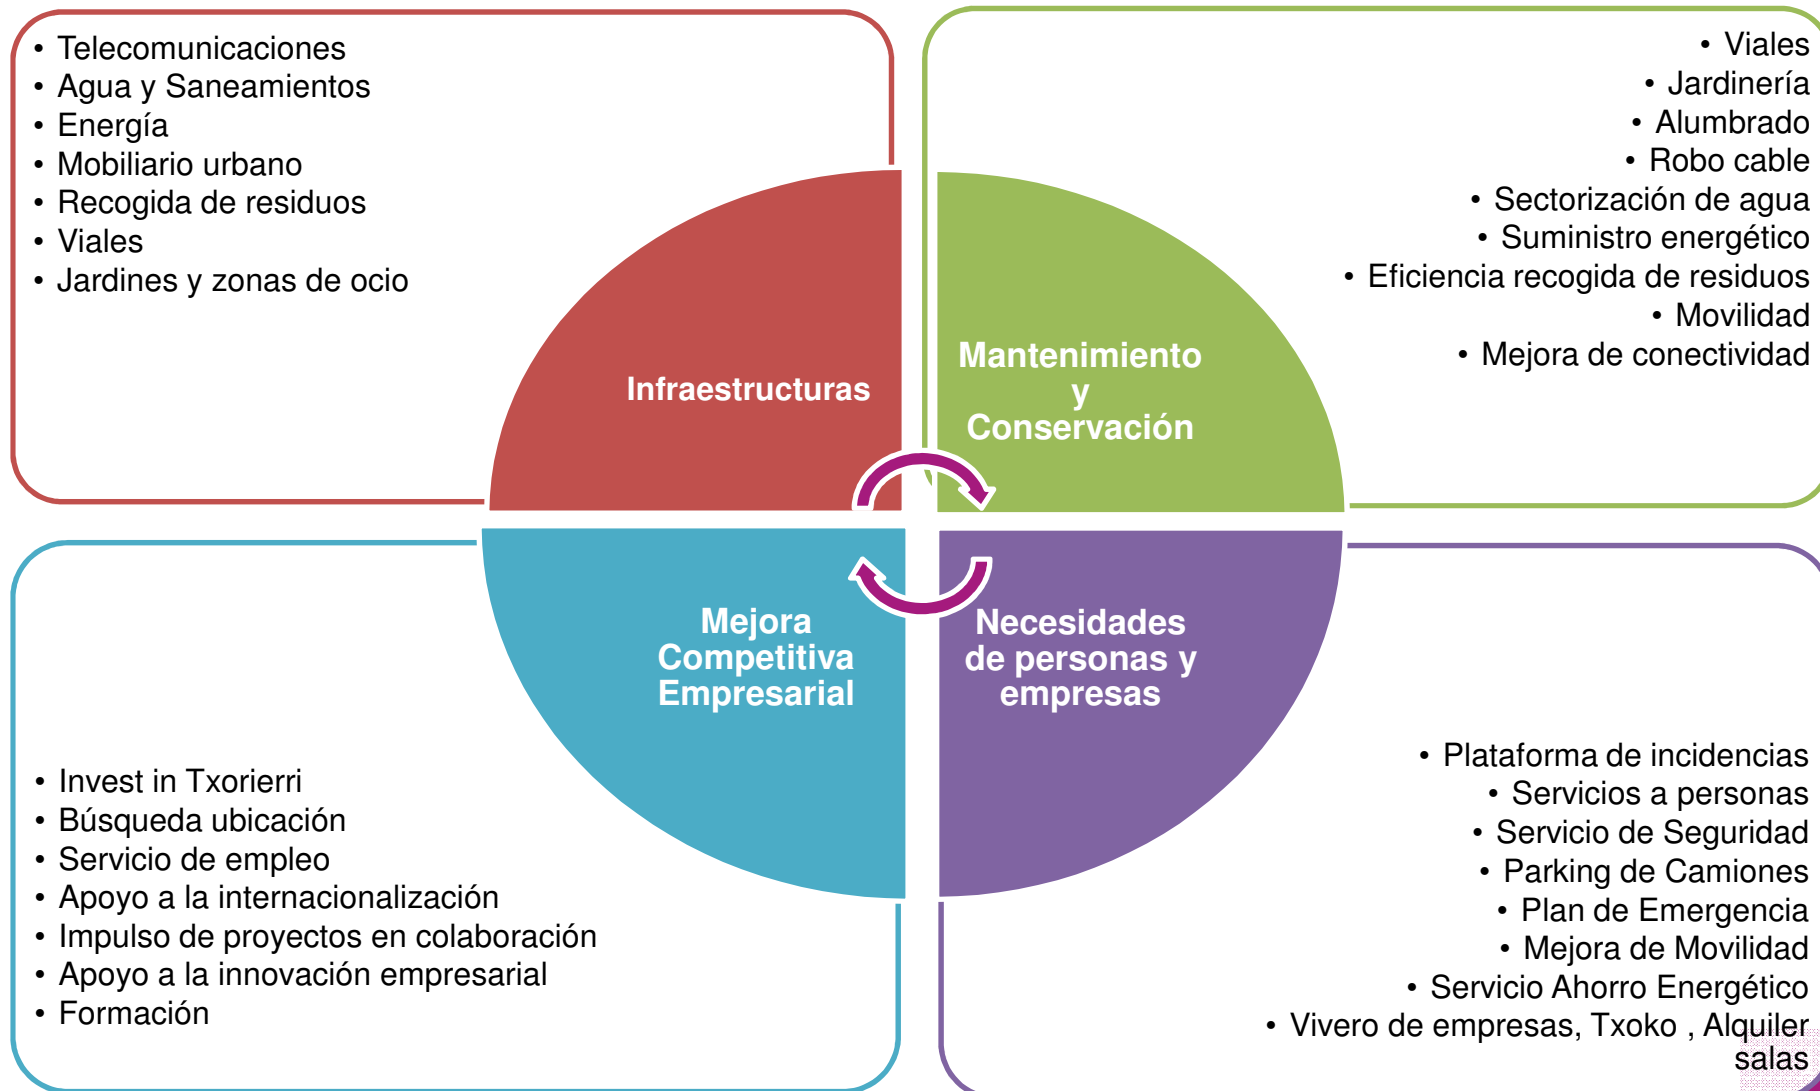 • Telecomunicaciones
• Agua y Saneamientos
• Energía
• Mobiliario urbano
• Recogida de residuos
• Viales
• Jardines y zonas de ocio
• Viales
• Jardinería
• Alumbrado
• Robo cable
• Sectorización de agua
• Suministro energético
• Eficiencia recogida de residuos
• Movilidad
• Mejora de conectividad
Infraestructuras
Mantenimiento
y
Conservación
Mejora
Competitiva
Empresarial
Necesidades
de personas y
empresas
• Invest in Txorierri
• Búsqueda ubicación
• Servicio de empleo
• Apoyo a la internacionalización
• Impulso de proyectos en colaboración
• Apoyo a la innovación empresarial
• Formación
• Plataforma de incidencias
• Servicios a personas
• Servicio de Seguridad
• Parking de Camiones
• Plan de Emergencia
• Mejora de Movilidad
• Servicio Ahorro Energético
• Vivero de empresas, Txoko , Alquiler
salas